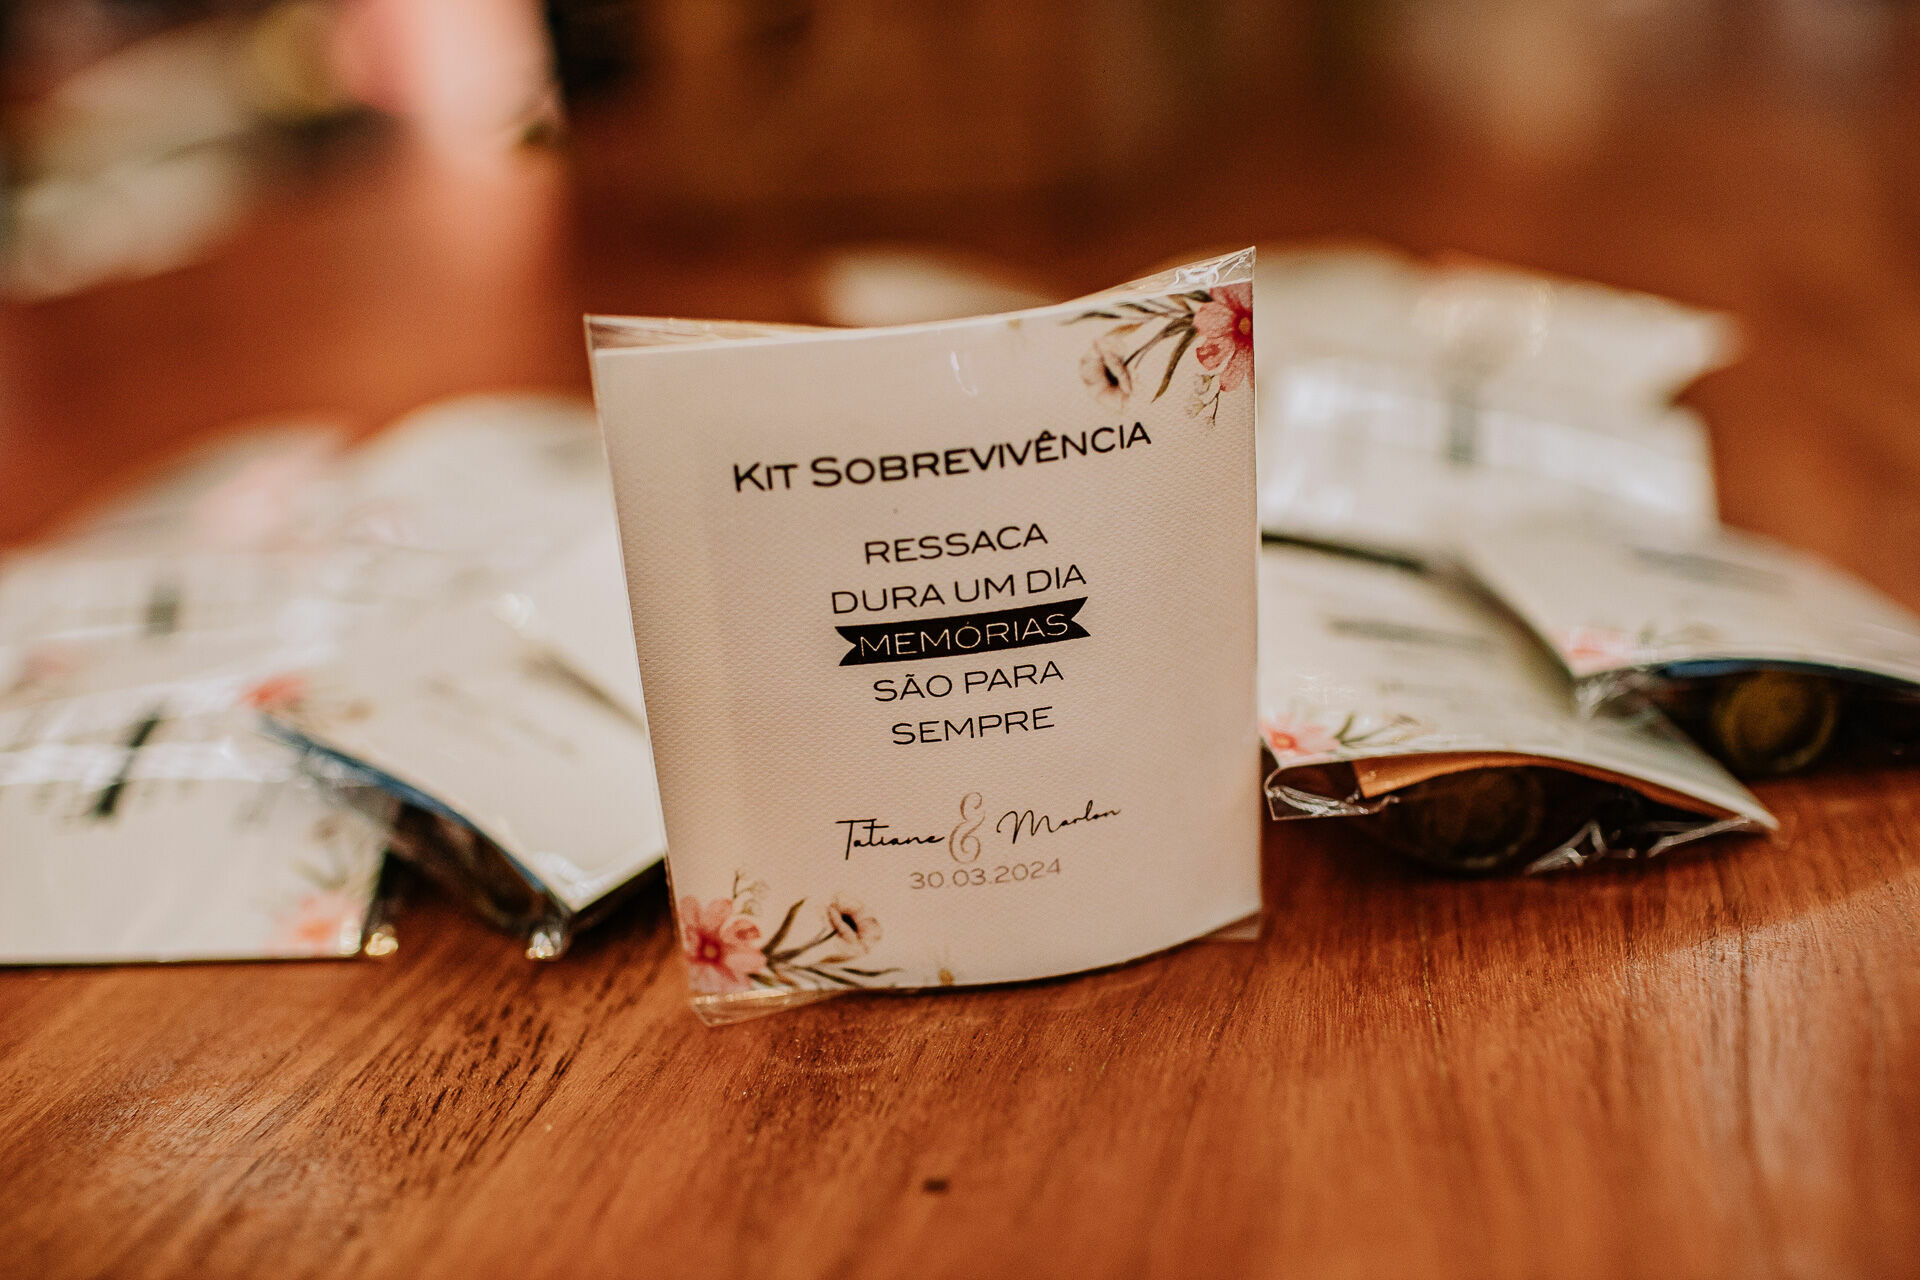 KIT SOBREVIVÊNCIA
RESSACA
DURA UM DIA
MEMÓRIAS
SÃO PARA
SEMPRE
Tatiane & Marlon
30.03.2024